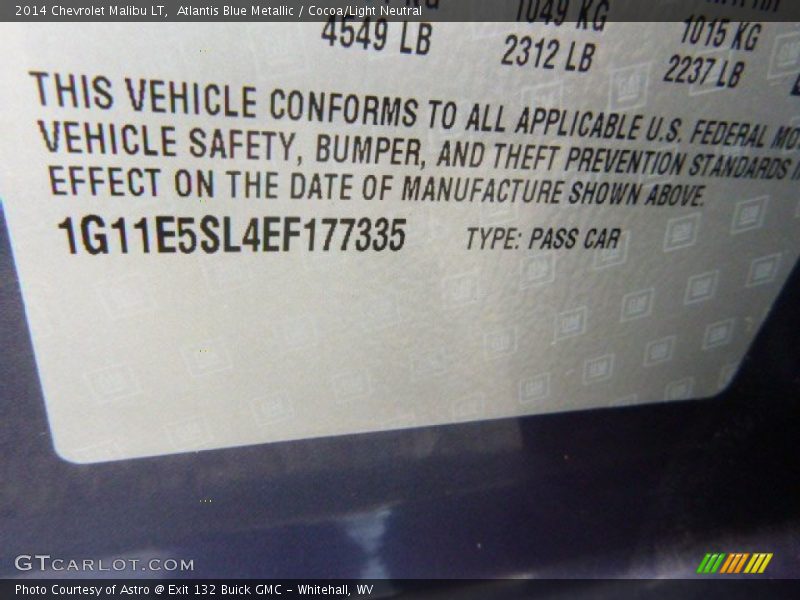 2014 Chevrolet Malibu LT, Atlantis Blue Metallic / Cocoa/Light Neutral
1049 KG
1015 KG
4549 LB
2312 LB
2237 LB
THIS VEHICLE CONFORMS TO ALL APPLICABLE U.S. FEDERAL
VEHICLE SAFETY, BUMPER, AND THEFT PREVENTION STANDARDS
EFFECT ON THE DATE OF MANUFACTURE SHOWN ABOVE.
1G11E5SL4EF177335
TYPE: PASS CAR
GTCARLOT.COM
Photo Courtesy of Astro @ Exit 132 Buick GMC - Whitehall, WV